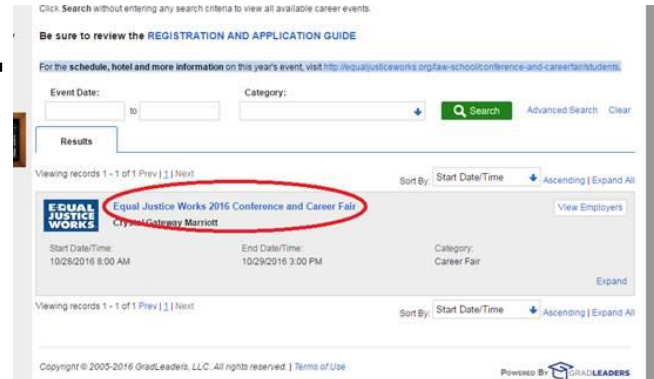 Click Search without entering any search criteria to view all available career events.
Be sure to review the REGISTRATION AND APPLICATION GUIDE
For the schedule, hotel and more information on this year's event, visit http://equaljusticeworks.org/law-school/conference-and-careerfair/students.
Event Date: Category:
to Search Advanced Search Clear
Results
Viewing records 1 - 1 of 1 Prev | 1 | Next Sort By: Start Date/Time Ascending | Expand All
EQUAL JUSTICE WORKS
Equal Justice Works 2016 Conference and Career Fair View Employers
Crystal Gateway Marriott
Start Date/Time: End Date/Time: Category:
10/28/2016 8:00 AM 10/29/2016 3:00 PM Career Fair
Expand
Viewing records 1 - 1 of 1 Prev | 1 | Next Sort By: Start Date/Time Ascending | Expand All
Copyright © 2005-2016 GradLeaders, LLC. All rights reserved. | Terms of Use POWERED BY GRADLEADERS